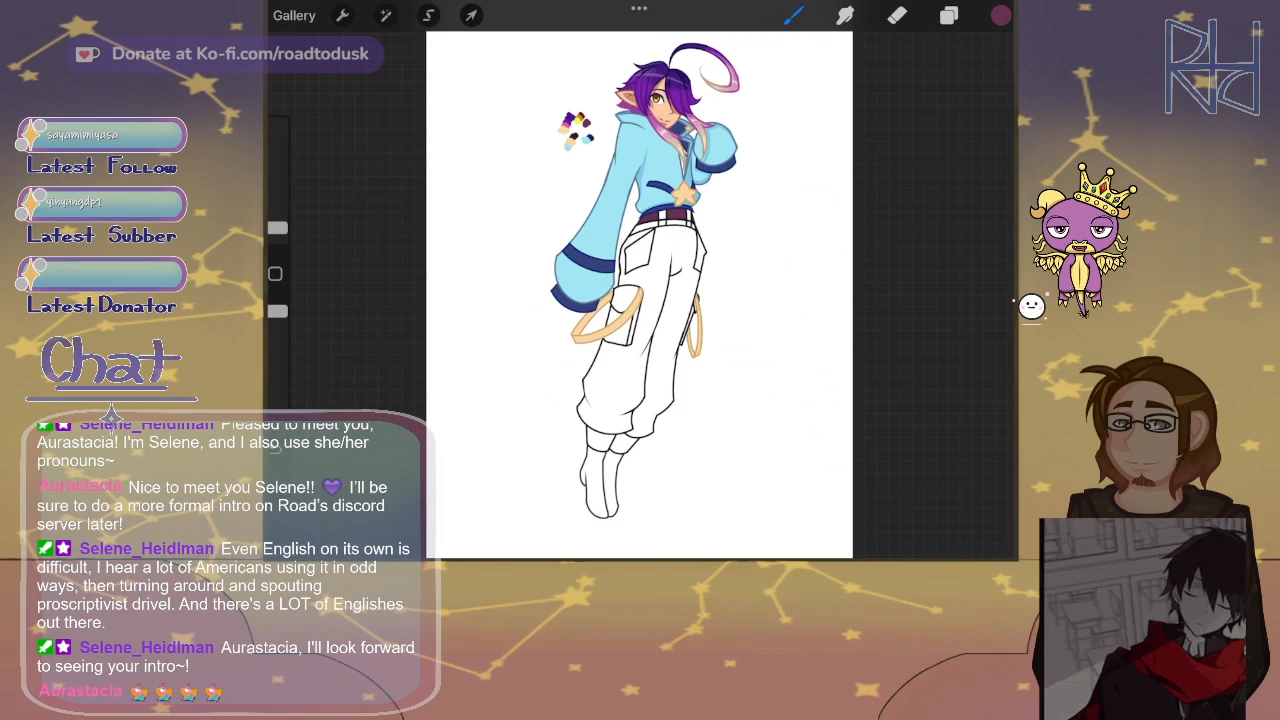 Gallery
Donate at Ko-fi.com/roadtodusk
sayamimiyasa
Latest Follow
yinyangdp1
Latest Subber
Latest Donator
Chat
Selene_Heidlman Pleased to meet you,
Aurastacia! I'm Selene, and I also use she/her
pronouns~
Aurastacia Nice to meet you Selene!! I'll be
sure to do a more formal intro on Road's discord
server later!
Selene_Heidlman Even English on its own is
difficult, I hear a lot of Americans using it in odd
ways, then turning around and spouting
proscriptivist drivel. And there's a LOT of Englishes
out there.
Selene_Heidlman Aurastacia, I'll look forward
to seeing your intro~!
Aurastacia